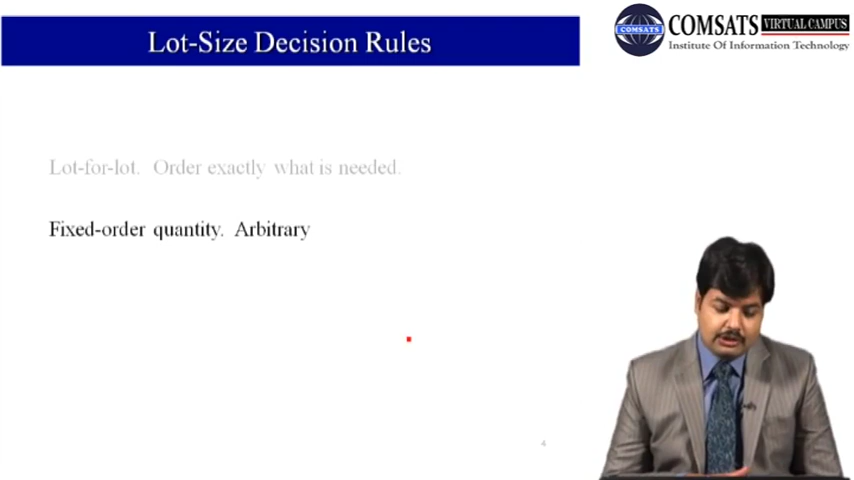 Lot-Size Decision Rules
COMSATS VIRTUAL CAMPUS
COMSATS
Institute Of Information Technology
Lot-for-lot. Order exactly what is needed.
Fixed-order quantity. Arbitrary
4